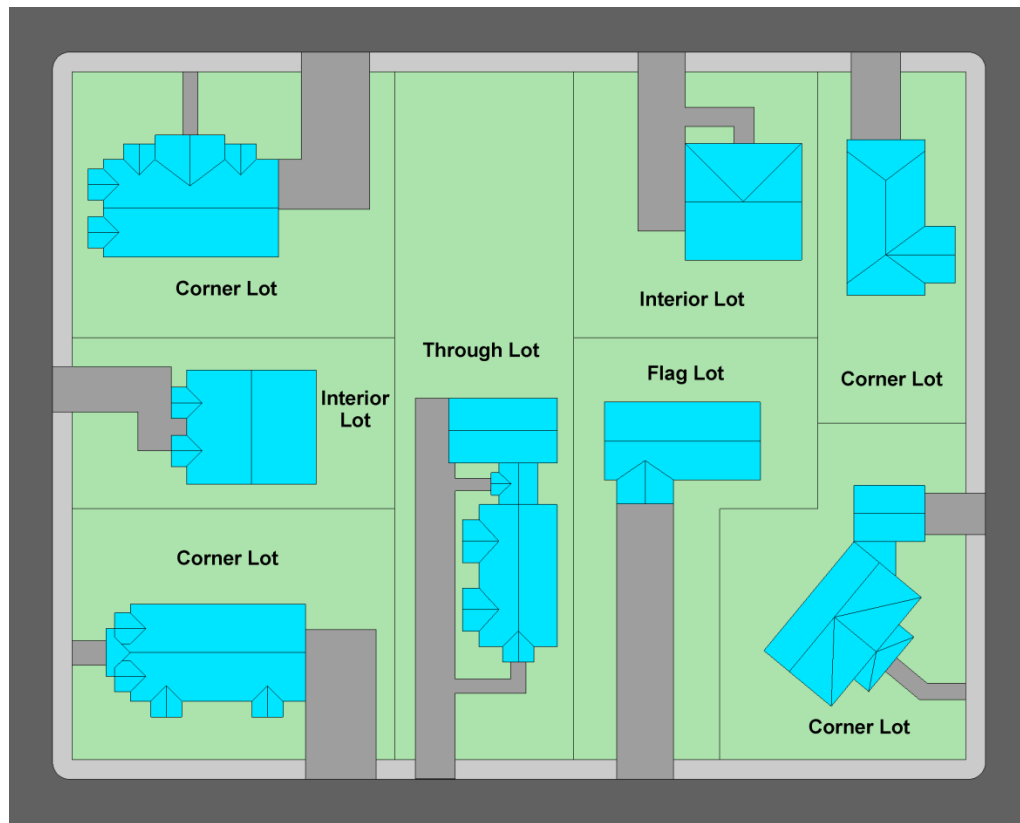 Corner Lot
Interior Lot
Through Lot
Flag Lot
Corner Lot
Interior
Lot
Corner Lot
Corner Lot